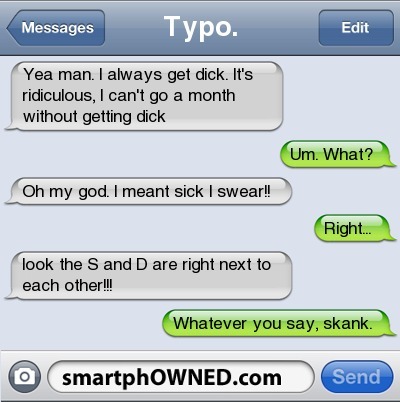 Messages
Typo.
Edit
Yea man. I always get dick. It's
ridiculous, I can't go a month
without getting dick
Um. What?
Oh my god. I meant sick I swear!!
Right...
look the S and D are right next to
each other!!!
Whatever you say, skank.
smartphOWNED.com
Send